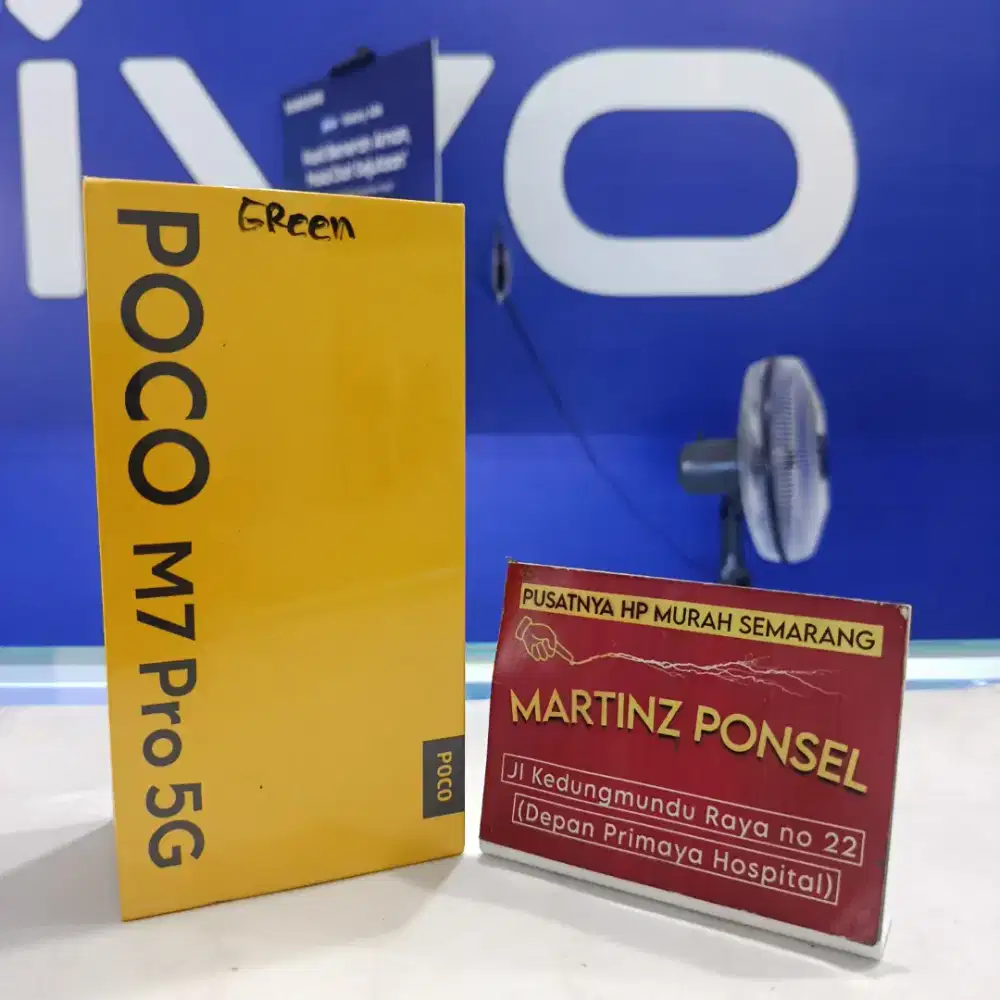 vivo
GReen
POCO M7 Pro 5G
POCO
PUSATNYA HP MURAH SEMARANG
MARTINZ PONSEL
Jl Kedungmundu Raya no 22
(Depan Primaya Hospital)